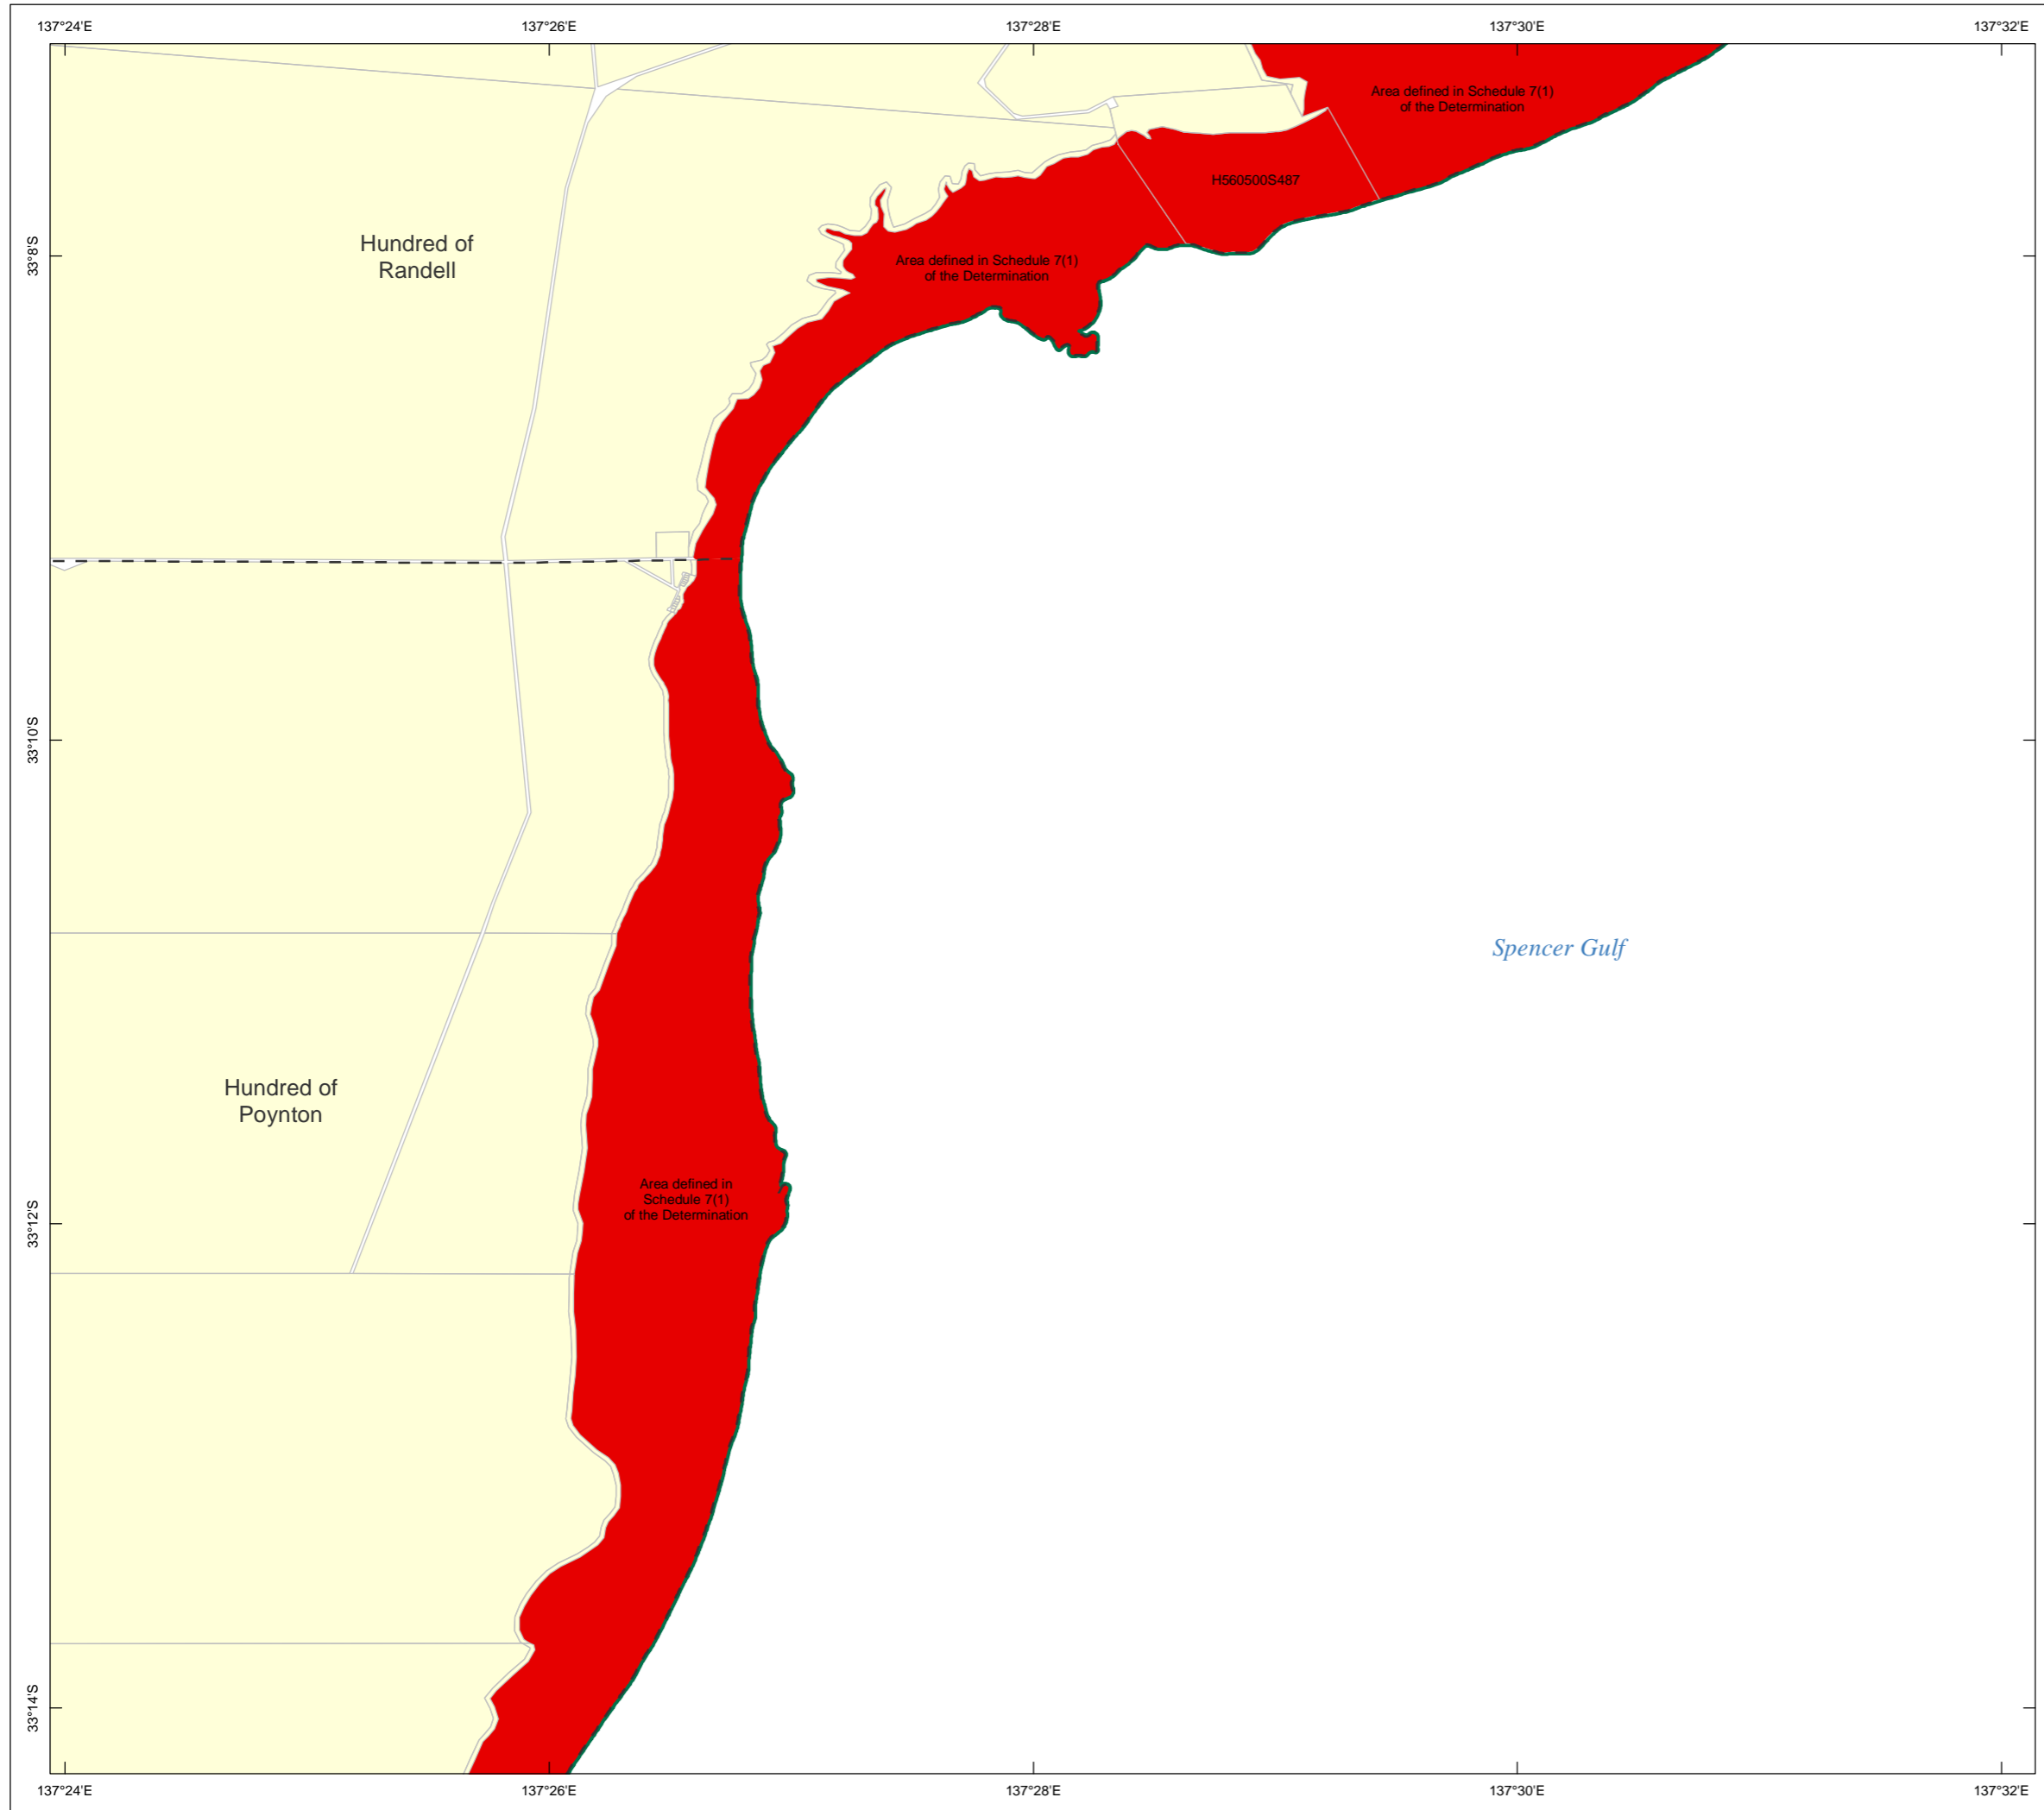 137°24'E
137°26'E
137°28'E
137°30'E
137°32'E
Area defined in Schedule 7(1)
of the Determination
H560500S487
Hundred of
Randell
33°8'S
Area defined in Schedule 7(1)
of the Determination
33°10'S
Spencer Gulf
Hundred of
Poynton
Area defined in
Schedule 7(1)
of the Determination
33°12'S
33°14'S
137°24'E
137°26'E
137°28'E
137°30'E
137°32'E